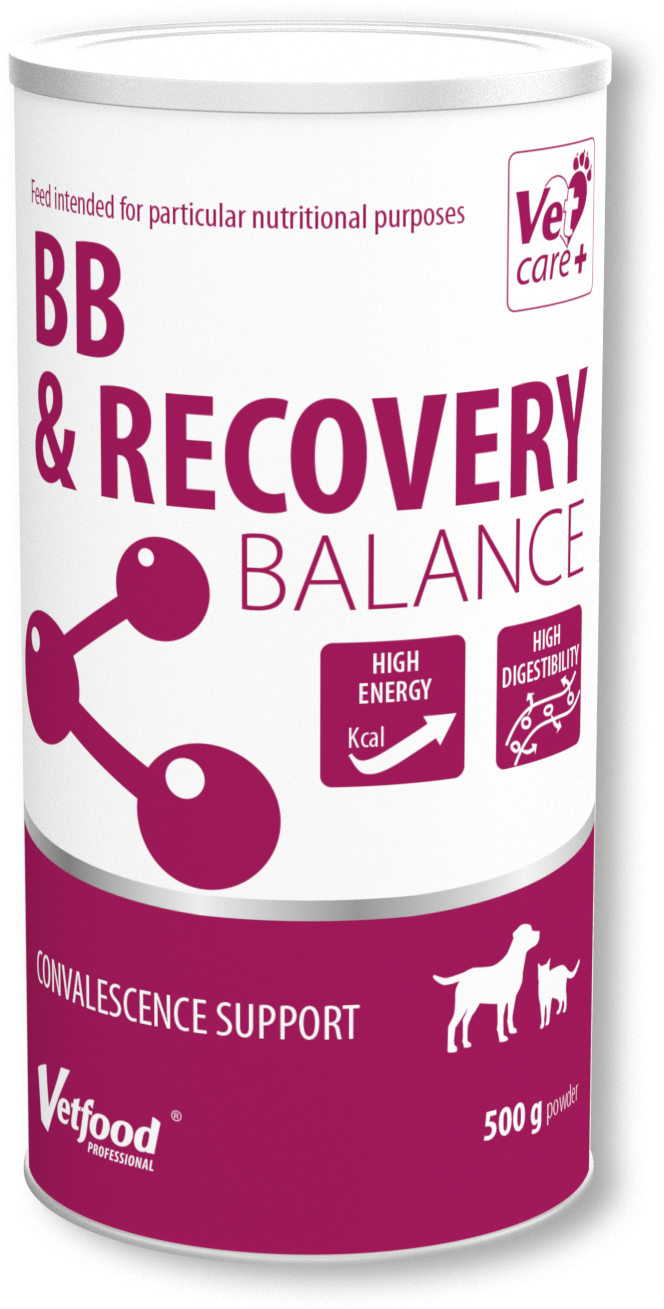 Feed intended for particular nutritional purposes
Vet
care+
BB
& RECOVERY
BALANCE
HIGH
ENERGY
Kcal
HIGH
DIGESTIBILITY
CONVALESCENCE SUPPORT
Vetfood®
PROFESSIONAL
500 g powder